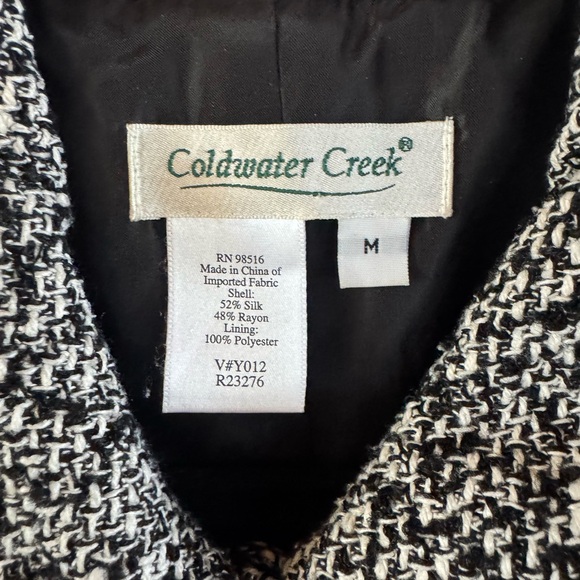 Coldwater Creek®
M
RN 98516
Made in China of
Imported Fabric
Shell:
52% Silk
48% Rayon
Lining:
100% Polyester
V#Y012
R23276